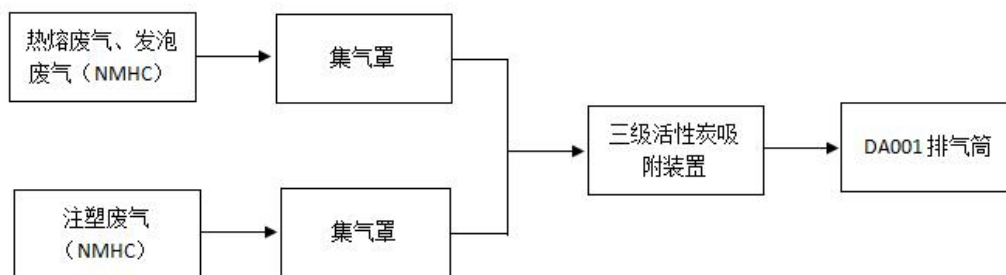 热熔废气、发泡
废气（NMHC）
集气罩
三级活性炭吸
附装置
DA001 排气筒
注塑废气
（NMHC）
集气罩